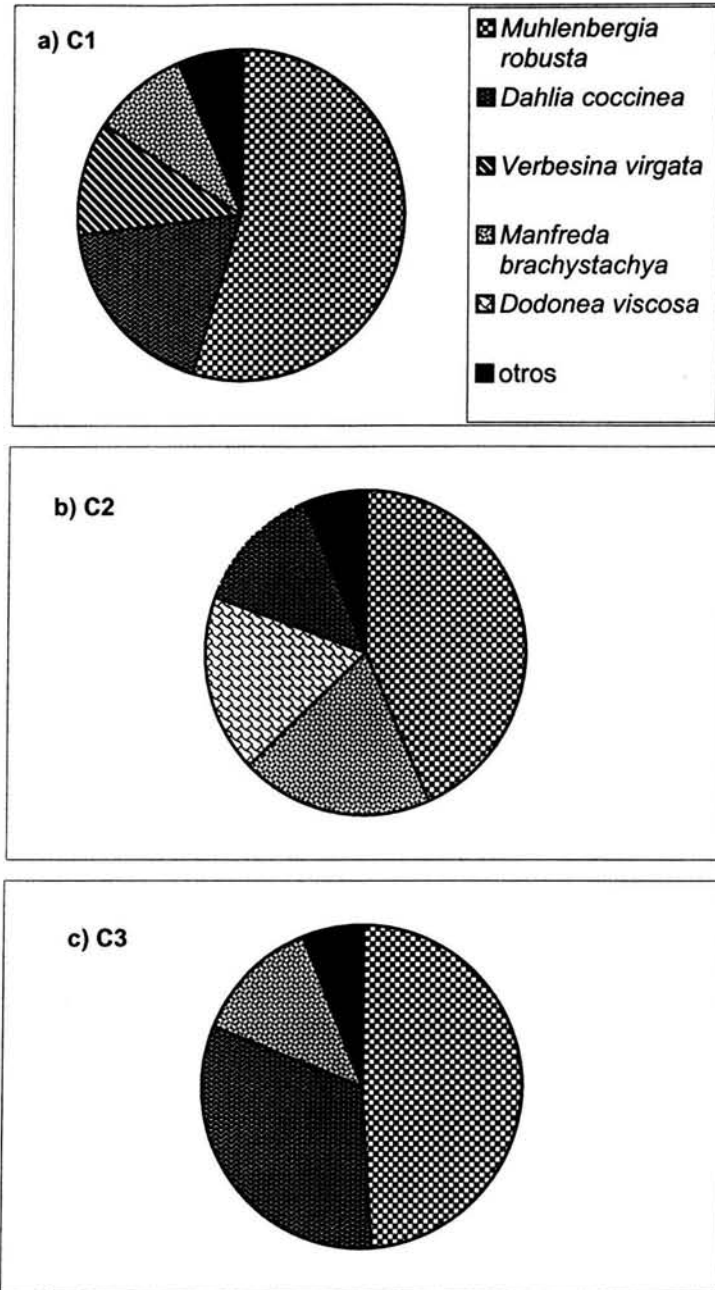 a) C1
Muhlenbergia
robusta
Dahlia coccinea
Verbesina virgata
Manfreda
brachystachya
Dodonea viscosa
otros
b) C2
c) C3